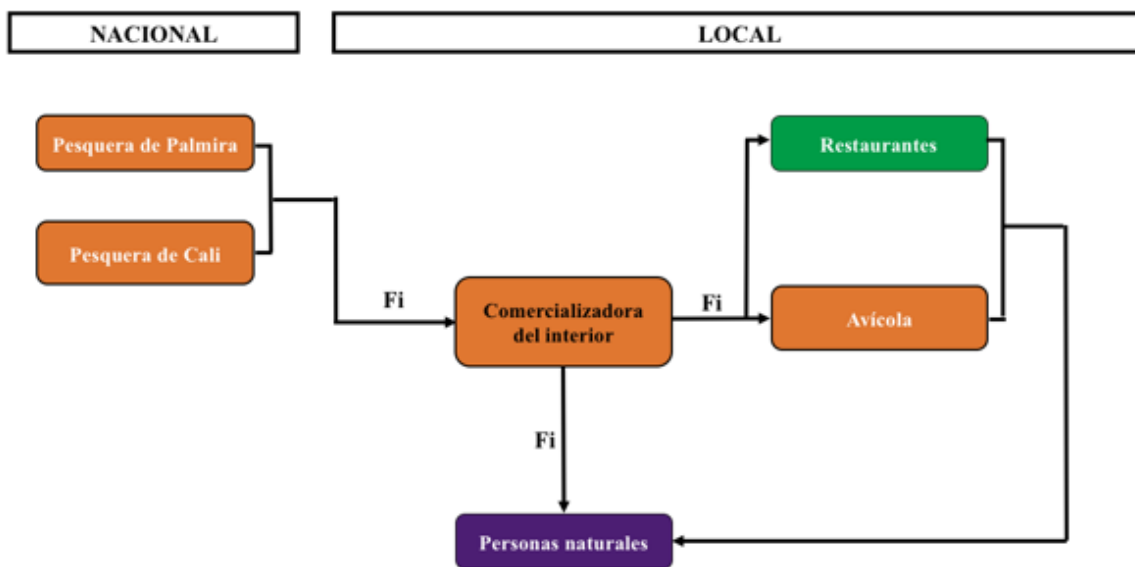 NACIONAL
LOCAL
Pesquera de Palmira
Restaurantes
Pesquera de Cali
Fi
Comercializadora
del interior
Fi
Avícola
Fi
Personas naturales